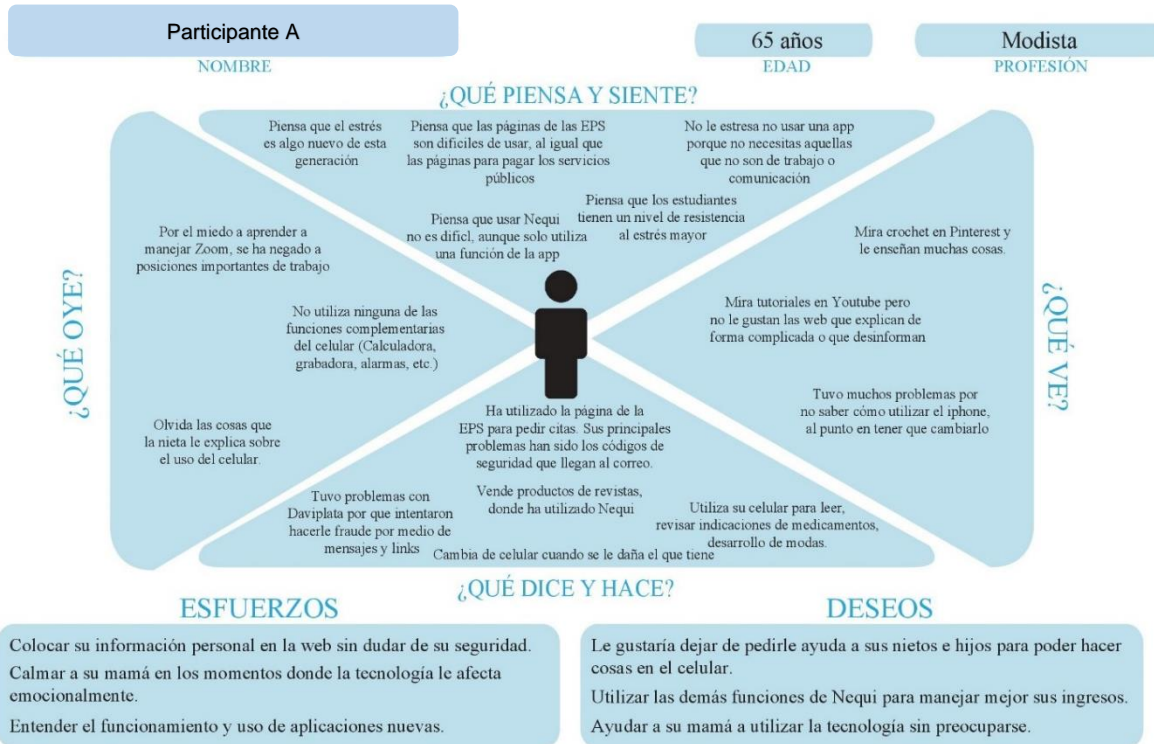 Participante A
NOMBRE
65 años
EDAD
Modista
PROFESIÓN
¿QUÉ PIENSA Y SIENTE?
Piensa que el estrés
es algo nuevo de esta
generación
Piensa que las páginas de las EPS
son dificiles de usar, al igual que
las páginas para pagar los servicios
públicos
No le estresa no usar una app
porque no necesitas aquellas
que no son de trabajo o
comunicación
Piensa que usar Nequi
no es dificl, aunque solo utiliza
una función de la app
Piensa que los estudiantes
tienen un nivel de resistencia
al estrés mayor
¿QUÉ OYE?
Por el miedo a aprender a
manejar Zoom, se ha negado a
posiciones importantes de trabajo
No utiliza ninguna de las
funciones complementarias
del celular (Calculadora,
grabadora, alarmas, etc.)
Olvida las cosas que
la nieta le explica sobre
el uso del celular.
¿QUÉ VE?
Mira crochet en Pinterest y
le enseñan muchas cosas.
Mira tutoriales en Youtube pero
no le gustan las web que explican de
forma complicada o que desinforman
Tuvo muchos problemas por
no saber cómo utilizar el iphone,
al punto en tener que cambiarlo
Ha utilizado la página de la
EPS para pedir citas. Sus principales
problemas han sido los códigos de
seguridad que llegan al correo.
Tuvo problemas con
Daviplata por que intentaron
hacerle fraude por medio de
mensajes y links
Vende productos de revistas,
donde ha utilizado Nequi
Utiliza su celular para leer,
revisar indicaciones de medicamentos,
desarrollo de modas.
Cambia de celular cuando se le daña el que tiene
¿QUÉ DICE Y HACE?
ESFUERZOS
Colocar su información personal en la web sin dudar de su seguridad.
Calmar a su mamá en los momentos donde la tecnología le afecta
emocionalmente.
Entender el funcionamiento y uso de aplicaciones nuevas.
DESEOS
Le gustaría dejar de pedirle ayuda a sus nietos e hijos para poder hacer
cosas en el celular.
Utilizar las demás funciones de Nequi para manejar mejor sus ingresos.
Ayudar a su mamá a utilizar la tecnología sin preocuparse.